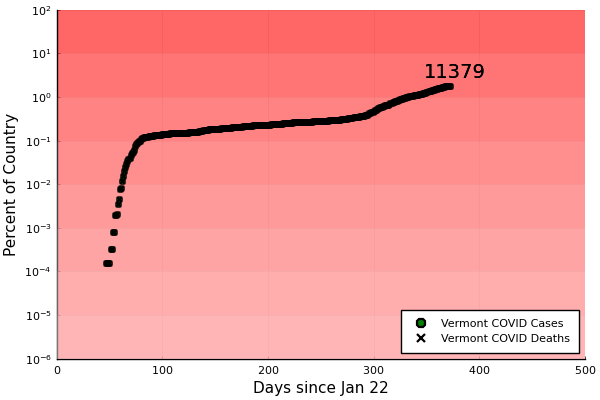 10²
10¹
10⁰
10⁻¹
10⁻²
10⁻³
10⁻⁴
10⁻⁵
10⁻⁶
Percent of Country
11379
Vermont COVID Cases
Vermont COVID Deaths
0 100 200 300 400 500
Days since Jan 22